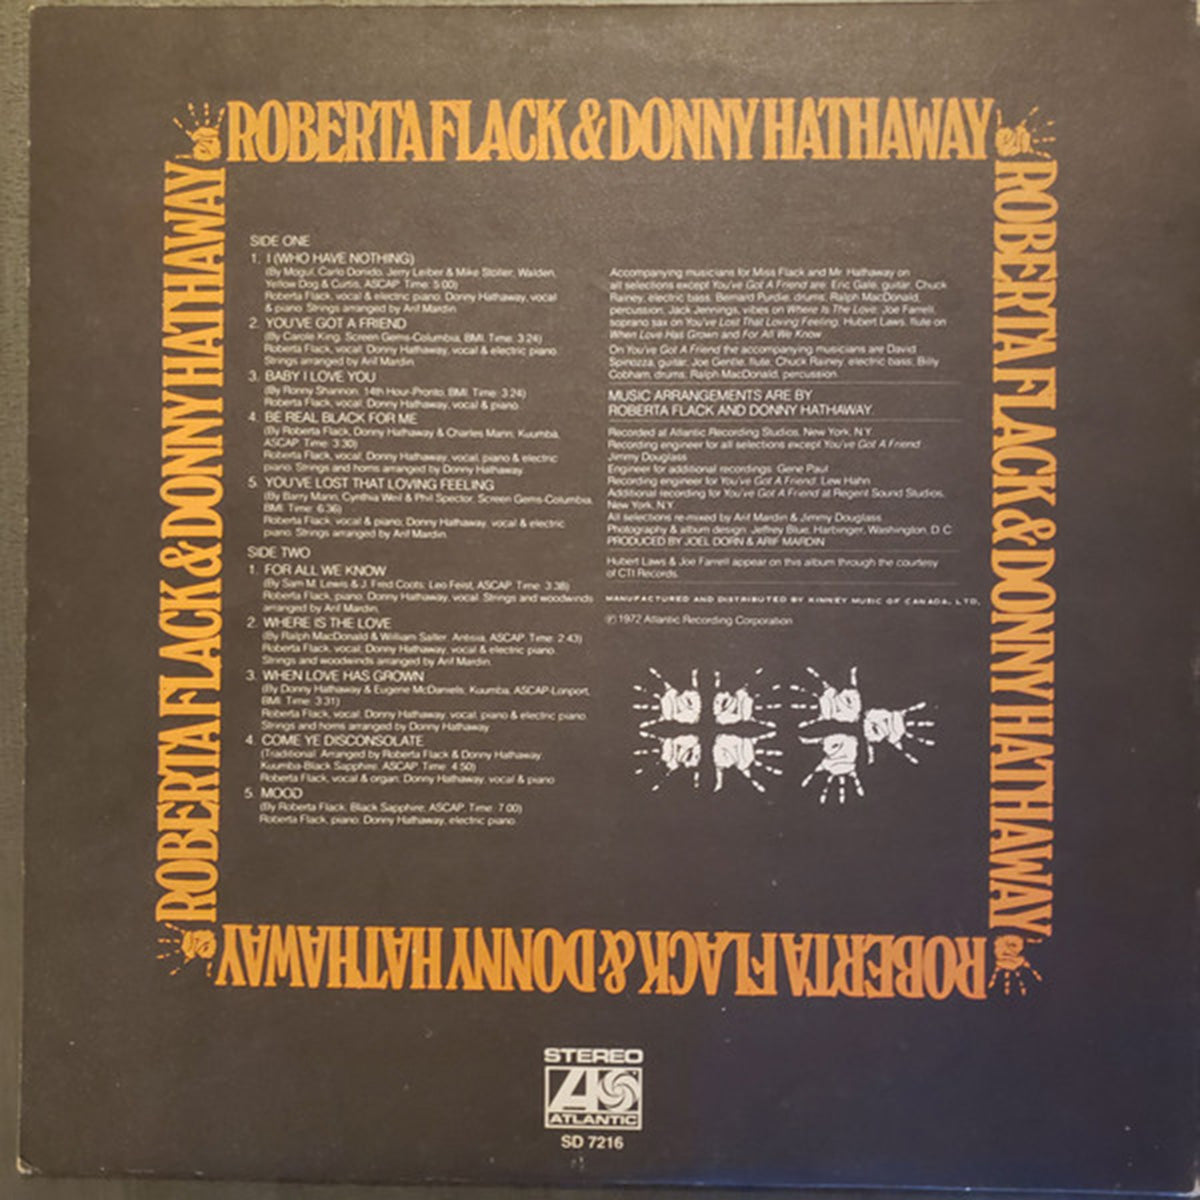 ROBERTA FLACK & DONNY HATHAWAY
ROBERTA FLACK & DONNY HATHAWAY
ROBERTA FLACK & DONNY HATHAWAY
ROBERTA FLACK & DONNY HATHAWAY
SIDE ONE
1. I (WHO HAVE NOTHING)
(By Mogul, Carlo Donido, Jerry Leiber & Mike Stoller, Walden,
Yellow Dog & Curtis, ASCAP. Time: 5:00)
Roberta Flack, vocal & electric piano; Donny Hathaway, vocal
& piano. Strings arranged by Arif Mardin.
2. YOU'VE GOT A FRIEND
(By Carole King, Screen Gems-Columbia, BMI. Time: 3:24)
Roberta Flack, vocal; Donny Hathaway, vocal & electric piano.
Strings arranged by Arif Mardin.
3. BABY I LOVE YOU
(By Ronny Shannon; 14th Hour-Pronto, BMI. Time: 3:24)
Roberta Flack, vocal; Donny Hathaway, vocal & piano.
4. BE REAL BLACK FOR ME
(By Roberta Flack, Donny Hathaway & Charles Mann; Kuumba,
ASCAP. Time: 3:30)
Roberta Flack, vocal; Donny Hathaway, vocal, piano & electric
piano. Strings and horns arranged by Donny Hathaway.
5. YOU'VE LOST THAT LOVING FEELING
(By Barry Mann, Cynthia Weil & Phil Spector; Screen Gems-Columbia,
BMI. Time: 6:36)
Roberta Flack, vocal & piano; Donny Hathaway, vocal & electric
piano. Strings arranged by Arif Mardin.
SIDE TWO
1. FOR ALL WE KNOW
(By Sam M. Lewis & J. Fred Coots; Leo Feist, ASCAP. Time: 3:38)
Roberta Flack, piano; Donny Hathaway, vocal. Strings and woodwinds
arranged by Arif Mardin.
2. WHERE IS THE LOVE
(By Ralph MacDonald & William Salter; Antisia, ASCAP. Time: 2:43)
Roberta Flack, vocal; Donny Hathaway, vocal & electric piano.
Strings and woodwinds arranged by Arif Mardin.
3. WHEN LOVE HAS GROWN
(By Donny Hathaway & Eugene McDaniels, Kuumba, ASCAP-Lonport,
BMI. Time: 3:31)
Roberta Flack, vocal; Donny Hathaway, vocal, piano & electric piano.
Strings and horns arranged by Donny Hathaway.
4. COME YE DISCONSOLATE
(Traditional. Arranged by Roberta Flack & Donny Hathaway;
Kuumba-Black Sapphire, ASCAP. Time: 4:50)
Roberta Flack, vocal & organ; Donny Hathaway, vocal & piano
5. MOOD
(By Roberta Flack; Black Sapphire, ASCAP. Time: 7:00)
Roberta Flack, piano; Donny Hathaway, electric piano.
Accompanying musicians for Miss Flack and Mr. Hathaway on
all selections except You've Got A Friend are: Eric Gale, guitar; Chuck
Rainey, electric bass; Bernard Purdie, drums; Ralph MacDonald,
percussion; Jack Jennings, vibes on Where Is The Love; Joe Farrell,
soprano sax on You've Lost That Loving Feeling; Hubert Laws, flute on
When Love Has Grown and For All We Know.
On You've Got A Friend the accompanying musicians are David
Spinozza, guitar; Joe Gentle, flute; Chuck Rainey, electric bass; Billy
Cobham, drums; Ralph MacDonald, percussion.
MUSIC ARRANGEMENTS ARE BY
ROBERTA FLACK AND DONNY HATHAWAY.
Recorded at Atlantic Recording Studios, New York, N.Y.
Recording engineer for all selections except You've Got A Friend:
Jimmy Douglass
Engineer for additional recordings: Gene Paul
Recording engineer for You've Got A Friend: Lew Hahn
Additional recording for You've Got A Friend at Regent Sound Studios,
New York, N.Y.
All selections re-mixed by Arif Mardin & Jimmy Douglass
Photography & album design: Jeffrey Blue, Harbinger, Washington, D.C.
PRODUCED BY JOEL DORN & ARIF MARDIN
Hubert Laws & Joe Farrell appear on this album through the courtesy
of CTI Records.
MANUFACTURED AND DISTRIBUTED BY KINNEY MUSIC OF CANADA, LTD.
℗ 1972 Atlantic Recording Corporation
STEREO
ATLANTIC
SD 7216